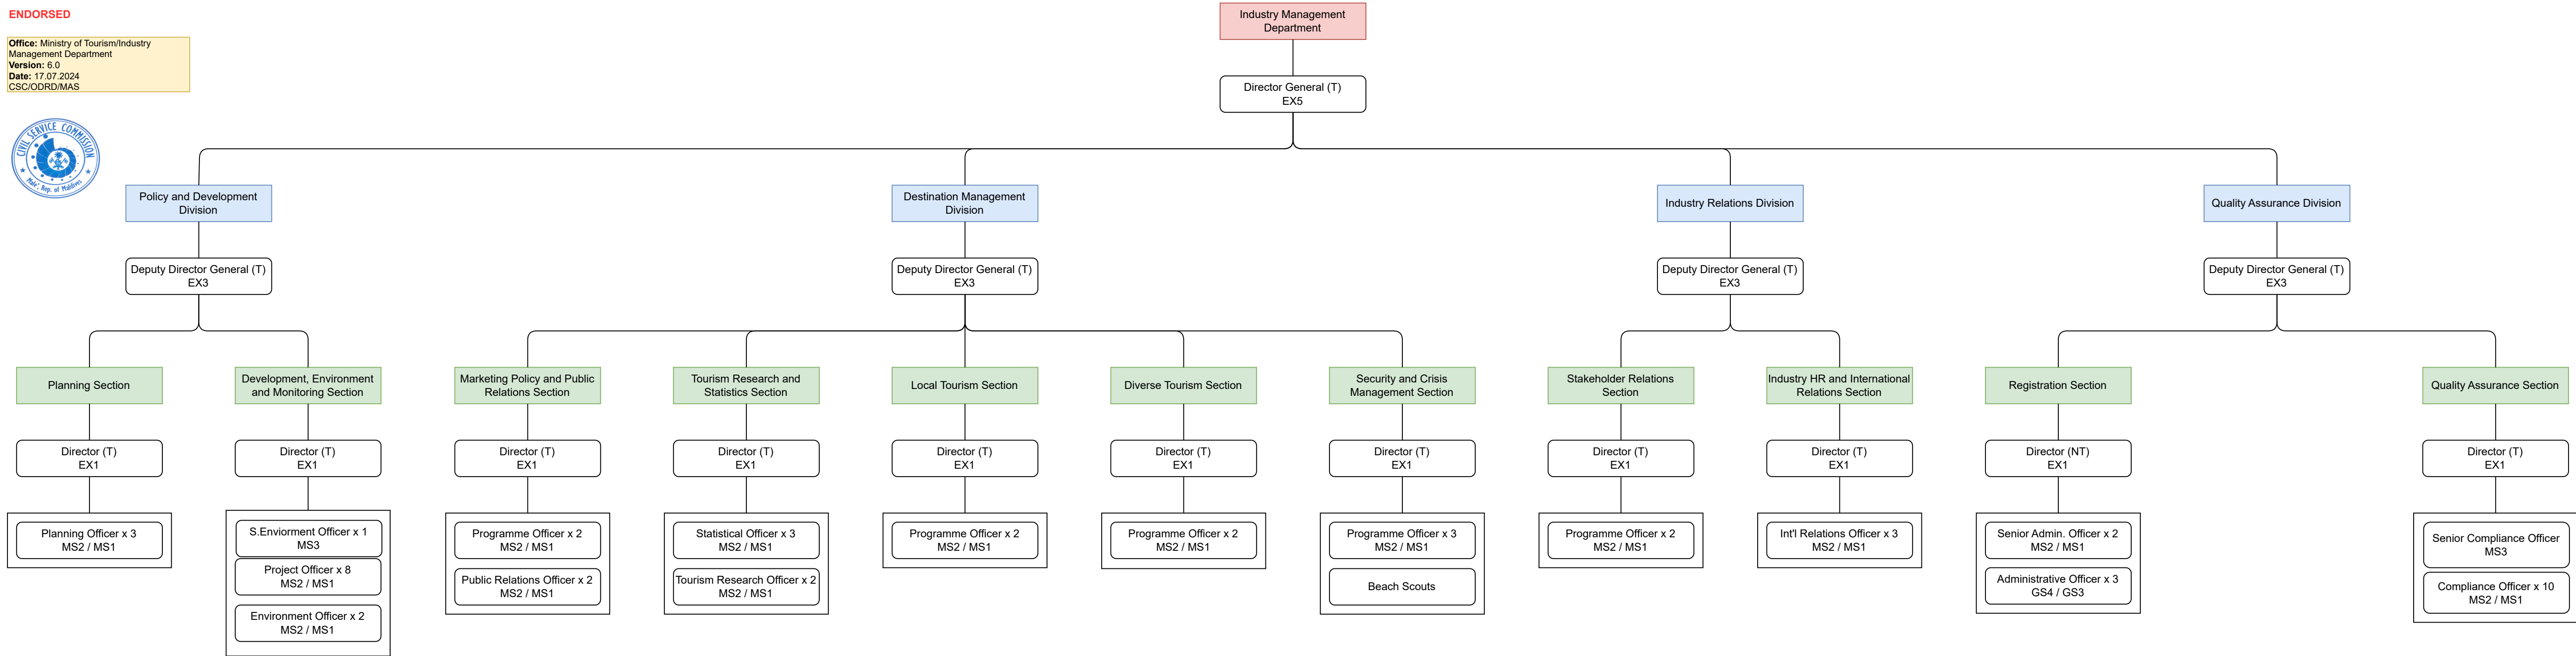 ENDORSED
Office: Ministry of Tourism/Industry
Management Department
Version: 6.0
Date: 17.07.2024
CSC/ODRD/MAS
CIVIL SERVICE COMMISSION
Male', Rep. of Maldives
Industry Management
Department
Director General (T)
EX5
Policy and Development
Division
Destination Management
Division
Industry Relations Division
Quality Assurance Division
Deputy Director General (T)
EX3
Deputy Director General (T)
EX3
Deputy Director General (T)
EX3
Deputy Director General (T)
EX3
Planning Section
Development, Environment
and Monitoring Section
Marketing Policy and Public
Relations Section
Tourism Research and
Statistics Section
Local Tourism Section
Diverse Tourism Section
Security and Crisis
Management Section
Stakeholder Relations
Section
Industry HR and International
Relations Section
Registration Section
Quality Assurance Section
Director (T)
EX1
Director (T)
EX1
Director (T)
EX1
Director (T)
EX1
Director (T)
EX1
Director (T)
EX1
Director (T)
EX1
Director (T)
EX1
Director (T)
EX1
Director (NT)
EX1
Director (T)
EX1
Planning Officer x 3
MS2 / MS1
S.Enviorment Officer x 1
MS3
Project Officer x 8
MS2 / MS1
Environment Officer x 2
MS2 / MS1
Programme Officer x 2
MS2 / MS1
Public Relations Officer x 2
MS2 / MS1
Statistical Officer x 3
MS2 / MS1
Tourism Research Officer x 2
MS2 / MS1
Programme Officer x 2
MS2 / MS1
Programme Officer x 2
MS2 / MS1
Programme Officer x 3
MS2 / MS1
Beach Scouts
Programme Officer x 2
MS2 / MS1
Int'l Relations Officer x 3
MS2 / MS1
Senior Admin. Officer x 2
MS2 / MS1
Administrative Officer x 3
GS4 / GS3
Senior Compliance Officer
MS3
Compliance Officer x 10
MS2 / MS1